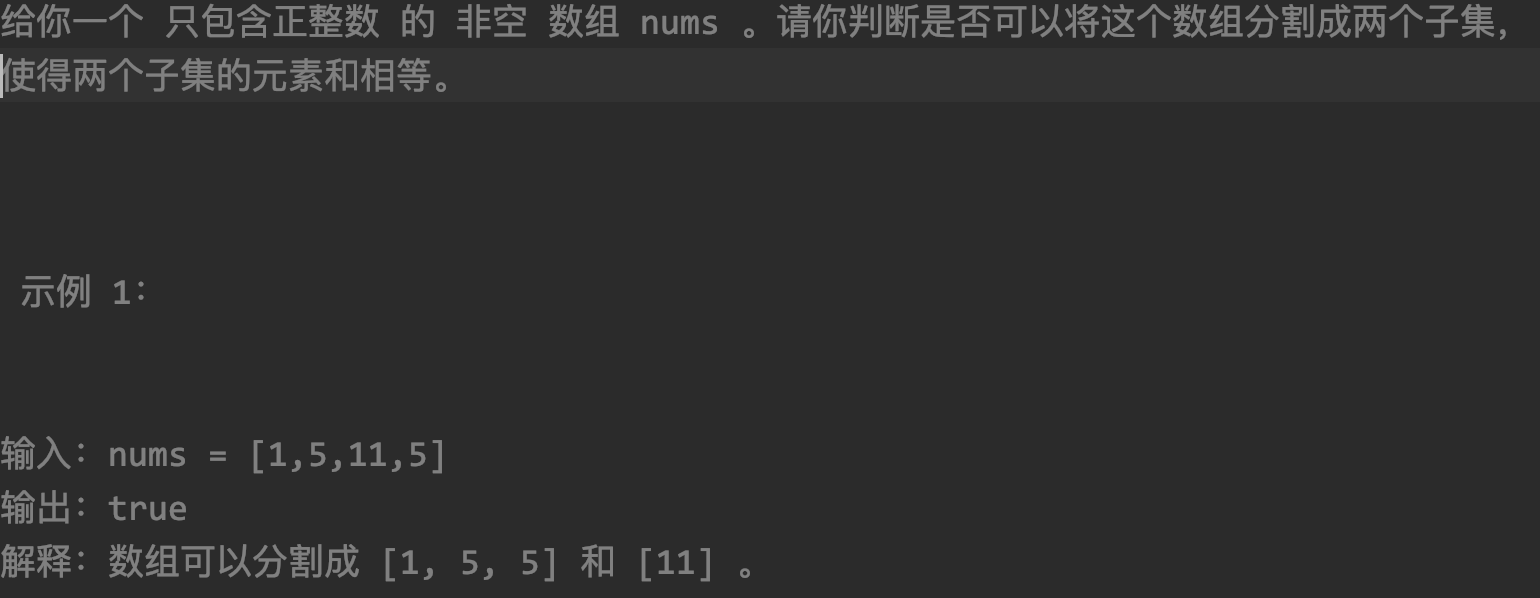 给你一个 只包含正整数 的 非空 数组 nums 。请你判断是否可以将这个数组分割成两个子集，
使得两个子集的元素和相等。
示例 1：
输入：nums = [1,5,11,5]
输出：true
解释：数组可以分割成 [1, 5, 5] 和 [11] 。